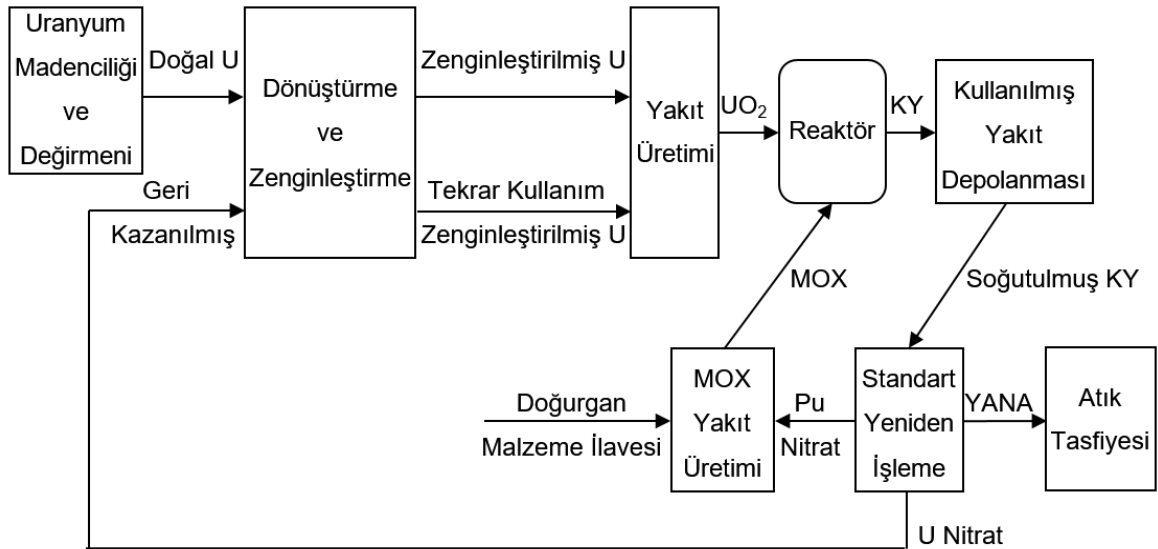 Uranyum
Madenciliği
ve
Değirmeni
Doğal U
Dönüştürme
ve
Zenginleştirme
Zenginleştirilmiş U
Yakıt
Üretimi
UO₂
Reaktör
KY
Kullanılmış
Yakıt
Depolanması
Geri
Kazanılmış
Tekrar Kullanım
Zenginleştirilmiş U
MOX
Soğutulmuş KY
Doğurgan
Malzeme İlavesi
MOX
Yakıt
Üretimi
Pu
Nitrat
Standart
Yeniden
İşleme
YANA
Atık
Tasfiyesi
U Nitrat